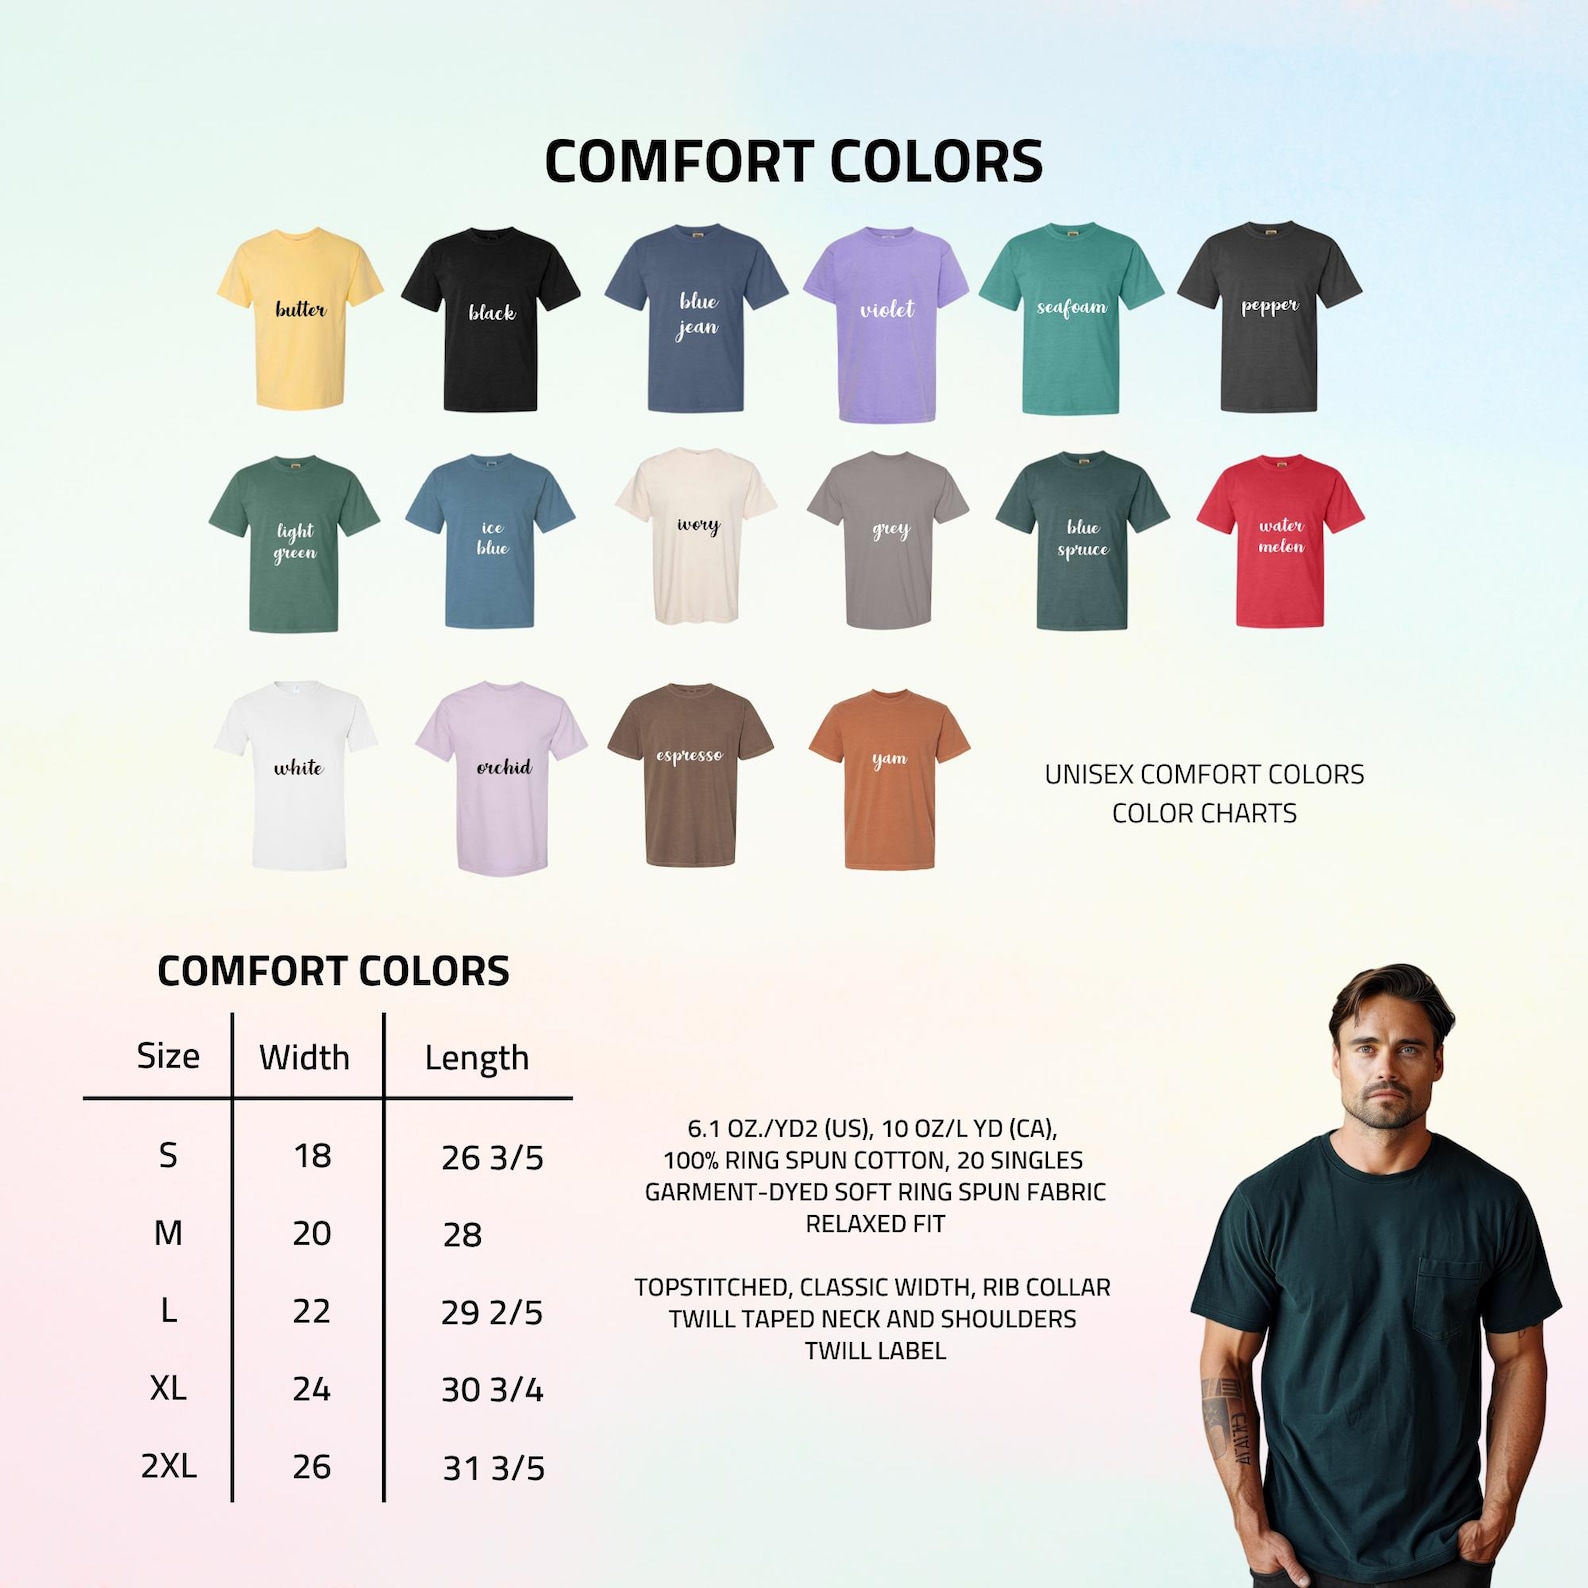 COMFORT COLORS
butter
black
blue
jean
violet
seafoam
pepper
light
green
ice
blue
ivory
grey
blue
spruce
water
melon
white
orchid
espresso
yam
UNISEX COMFORT COLORS
COLOR CHARTS
COMFORT COLORS
Size Width Length
S 18 26 3/5
M 20 28
L 22 29 2/5
XL 24 30 3/4
2XL 26 31 3/5
6.1 OZ./YD2 (US), 10 OZ/L YD (CA),
100% RING SPUN COTTON, 20 SINGLES
GARMENT-DYED SOFT RING SPUN FABRIC
RELAXED FIT
TOPSTITCHED, CLASSIC WIDTH, RIB COLLAR
TWILL TAPED NECK AND SHOULDERS
TWILL LABEL